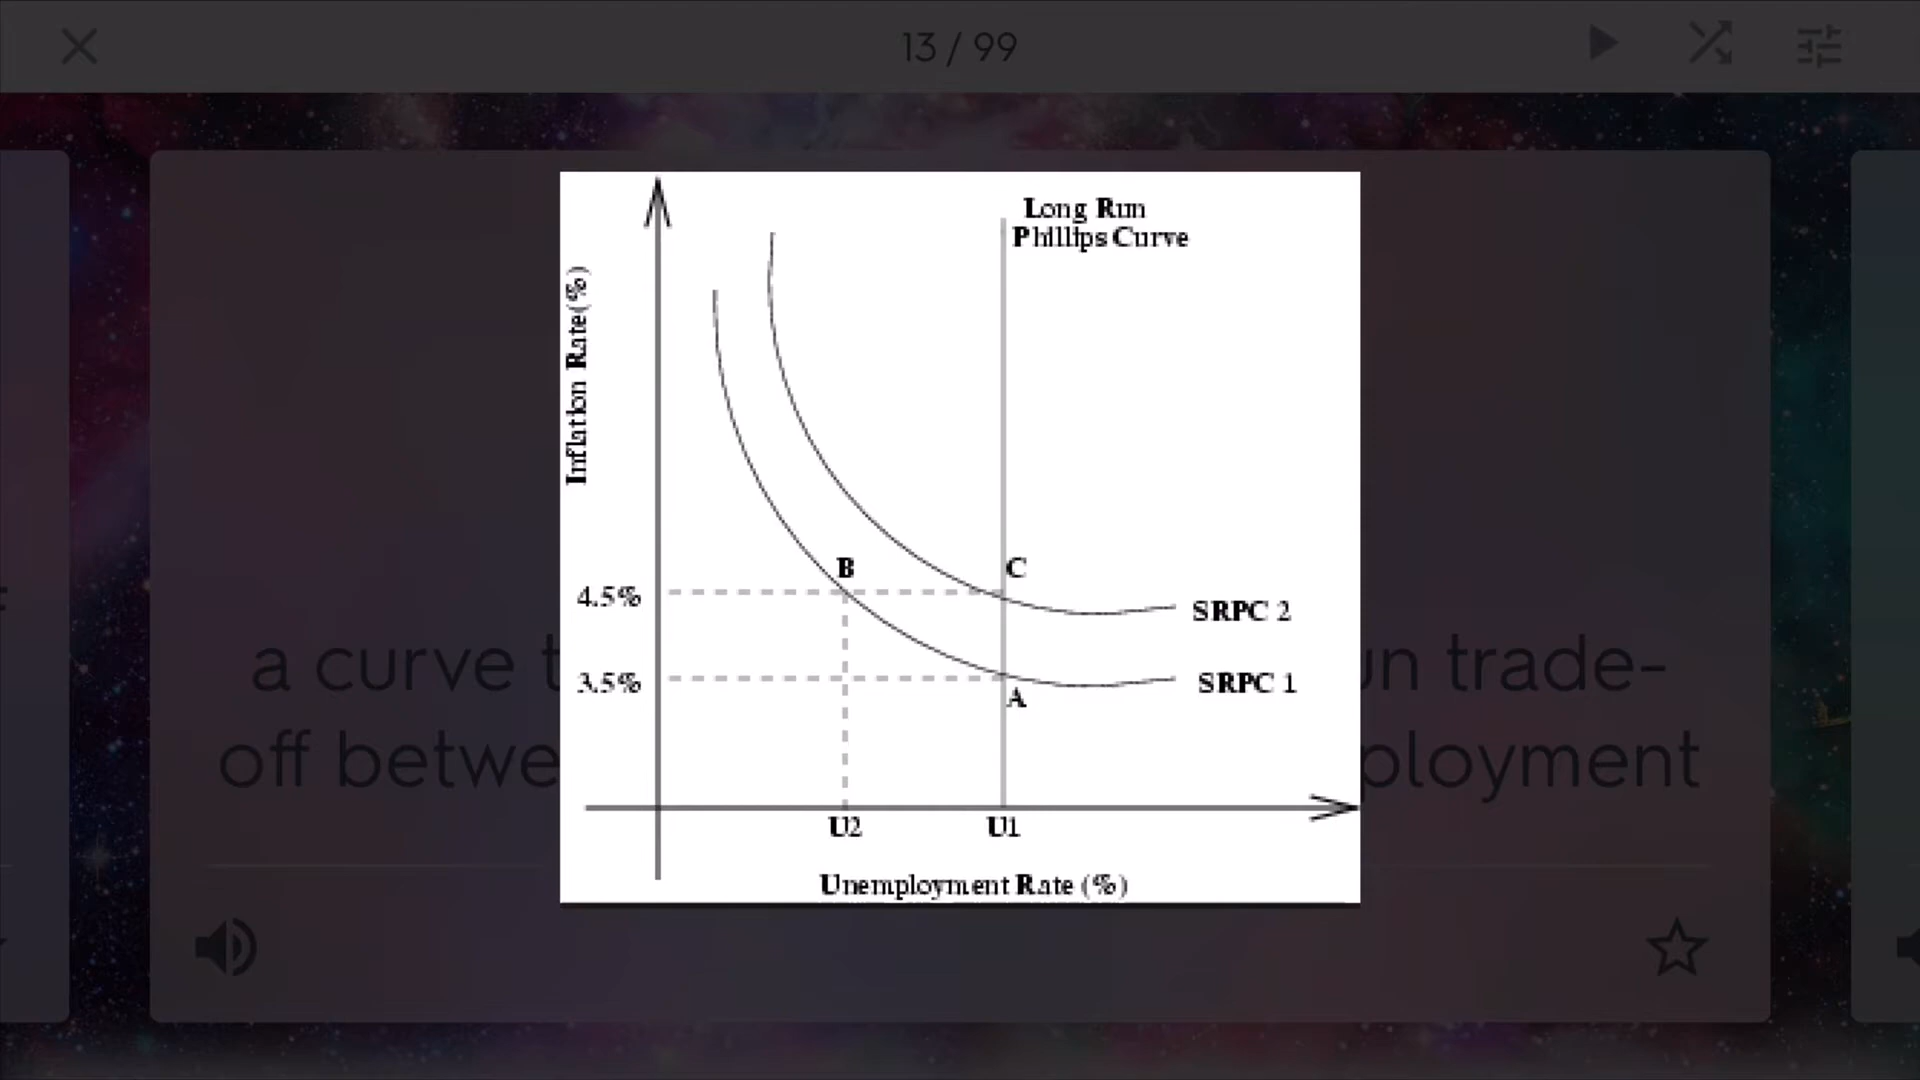 13 / 99
Long Run
Phillips Curve
Inflation Rate(%)
B
C
4.5%
SRPC 2
a curve
un trade-
3.5%
SRPC 1
A
off betwe
ployment
U2
U1
Unemployment Rate (%)